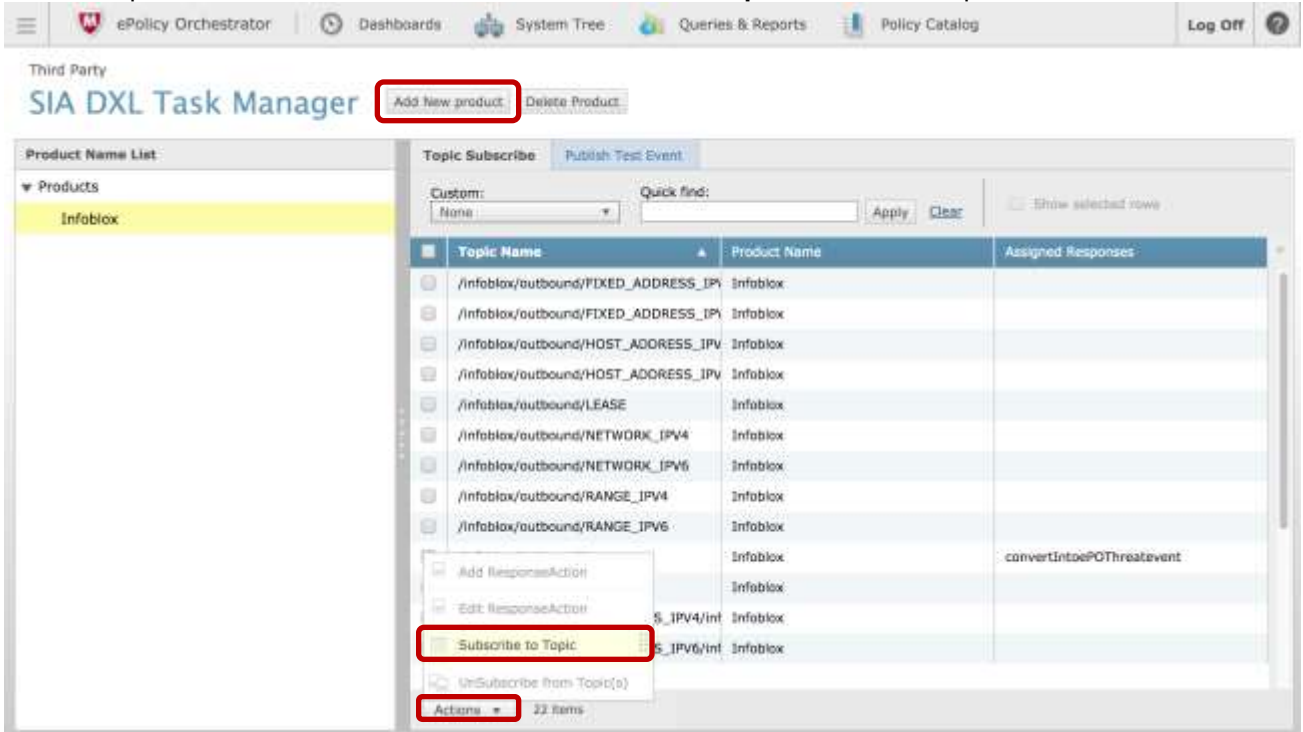 ePolicy Orchestrator Dashboards System Tree Queries & Reports Policy Catalog Log Off ?
Third Party
SIA DXL Task Manager Add New product Delete Product
Product Name List Topic Subscribe Publish Test Event
Products
Custom: Quick find:
None Apply Clear Show selected rows
Infoblox
Topic Name Product Name Assigned Responses
/infoblox/outbound/FIXED_ADDRESS_IPV Infoblox
/infoblox/outbound/FIXED_ADDRESS_IPV Infoblox
/infoblox/outbound/HOST_ADDRESS_IPV Infoblox
/infoblox/outbound/HOST_ADDRESS_IPV Infoblox
/infoblox/outbound/LEASE Infoblox
/infoblox/outbound/NETWORK_IPV4 Infoblox
/infoblox/outbound/NETWORK_IPV6 Infoblox
/infoblox/outbound/RANGE_IPV4 Infoblox
/infoblox/outbound/RANGE_IPV6 Infoblox
Infoblox convertIntoePOThreatevent
Add ResponseAction
Infoblox
Edit ResponseAction
S_IPV4/inf Infoblox
Subscribe to Topic S_IPV6/inf Infoblox
UnSubscribe from Topic(s)
Actions 22 items